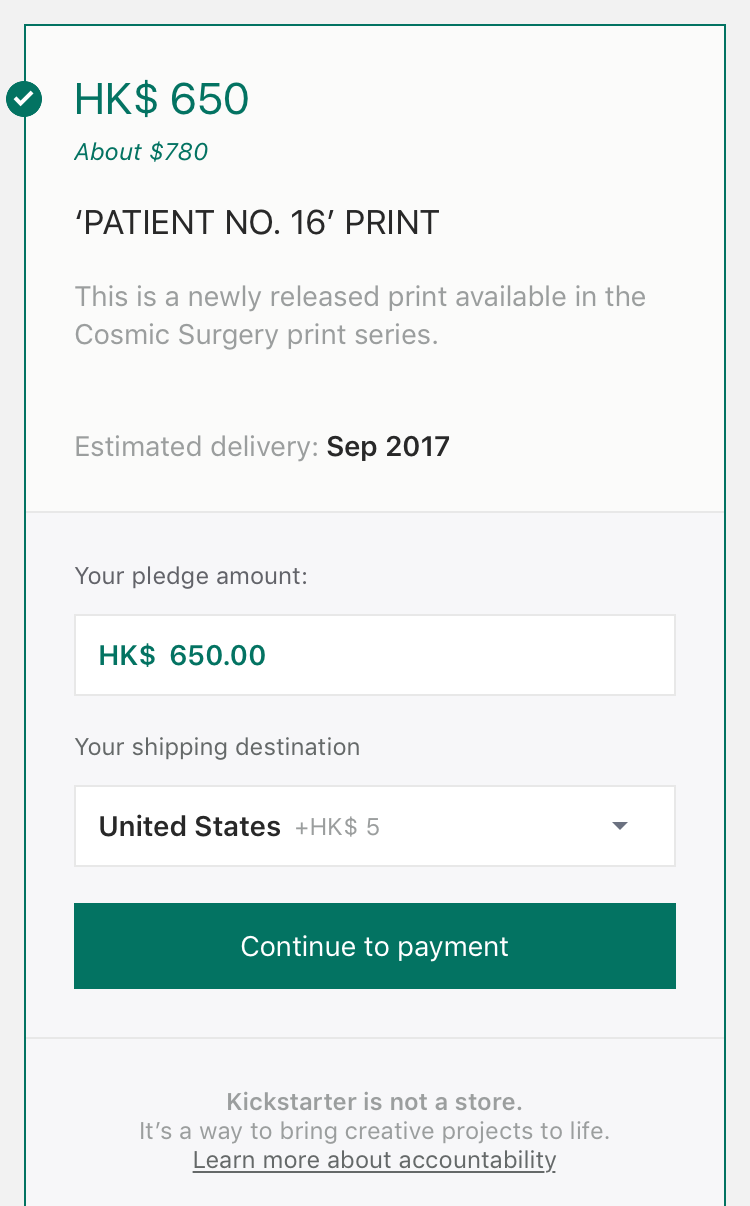 HK$ 650
About $780
‘PATIENT NO. 16’ PRINT
This is a newly released print available in the
Cosmic Surgery print series.
Estimated delivery: Sep 2017
Your pledge amount:
HK$ 650.00
Your shipping destination
United States +HK$ 5
Continue to payment
Kickstarter is not a store.
It’s a way to bring creative projects to life.
Learn more about accountability